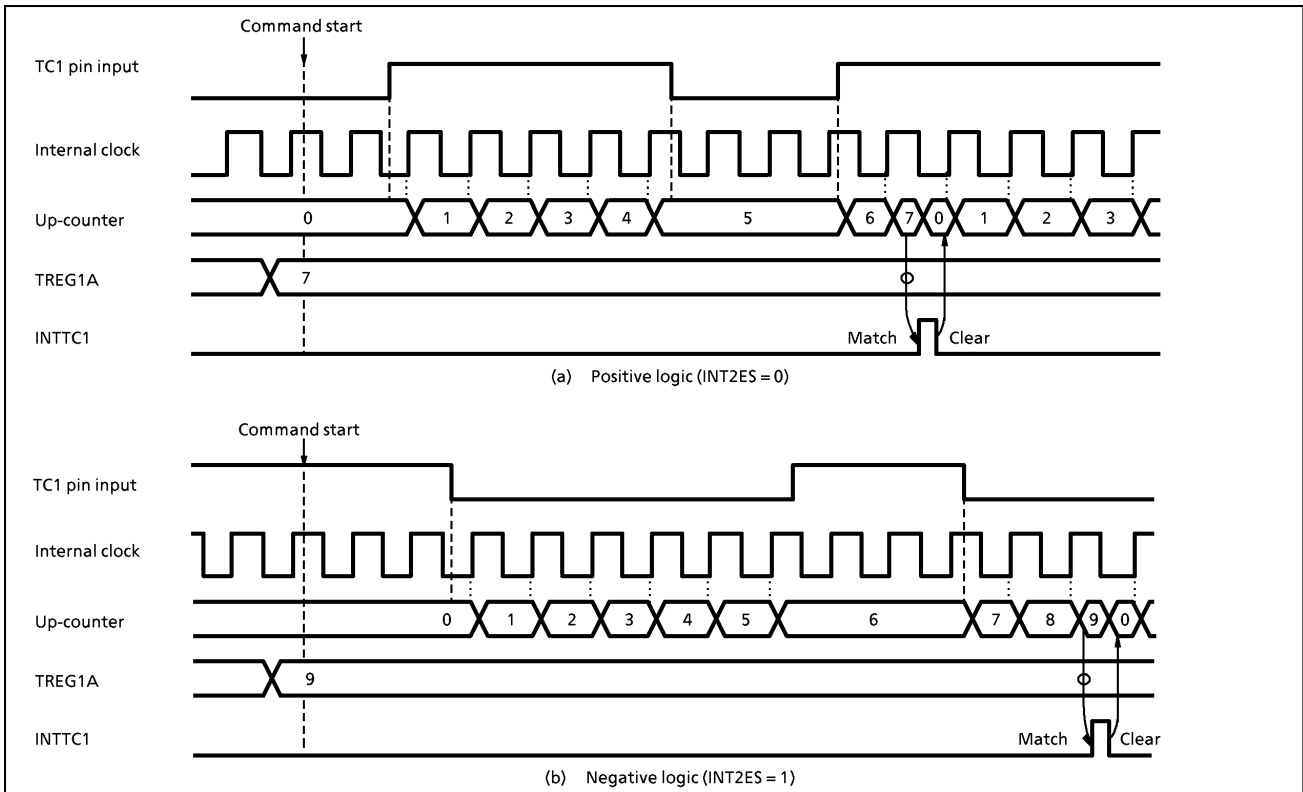 Command start
TC1 pin input
Internal clock
Up-counter 0 1 2 3 4 5 6 7 0 1 2 3
TREG1A 7
INTTC1 Match Clear
(a) Positive logic (INT2ES = 0)
Command start
TC1 pin input
Internal clock
Up-counter 0 1 2 3 4 5 6 7 8 9 0
TREG1A 9
INTTC1 Match Clear
(b) Negative logic (INT2ES = 1)